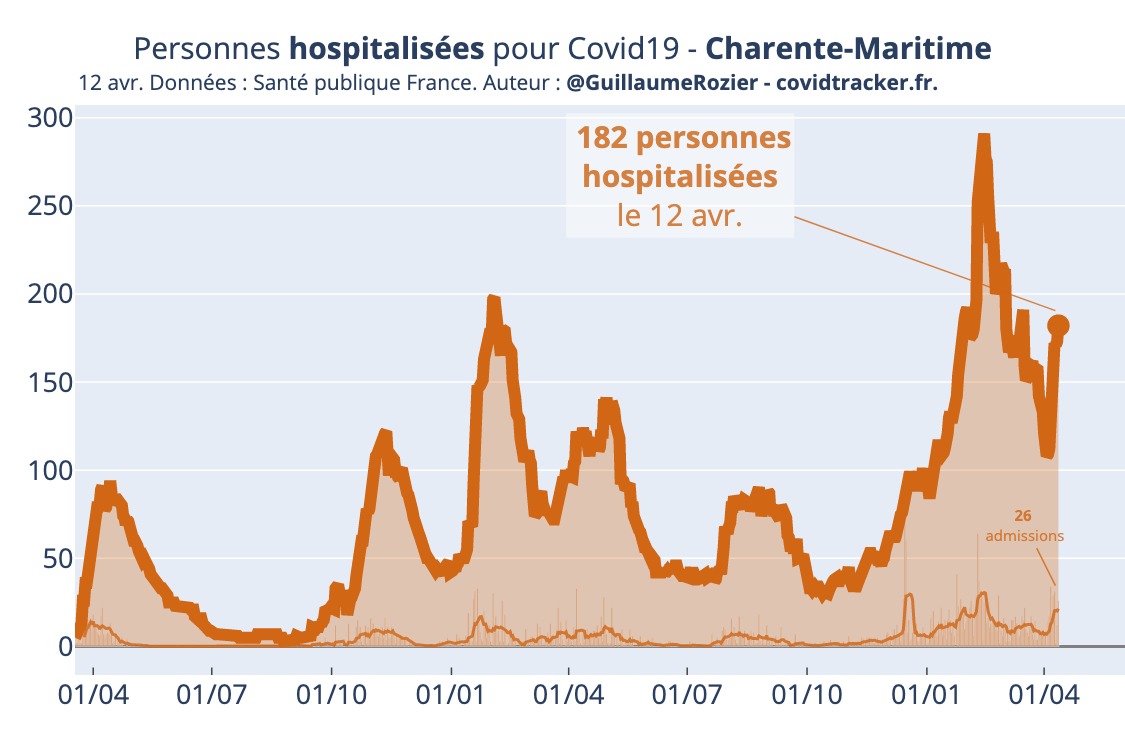 Personnes hospitalisées pour Covid19 - Charente-Maritime
12 avr. Données : Santé publique France. Auteur : @GuillaumeRozier - covidtracker.fr.
300
182 personnes
hospitalisées
le 12 avr.
250
200
150
100
26
admissions
50
0
01/04 01/07 01/10 01/01 01/04 01/07 01/10 01/01 01/04